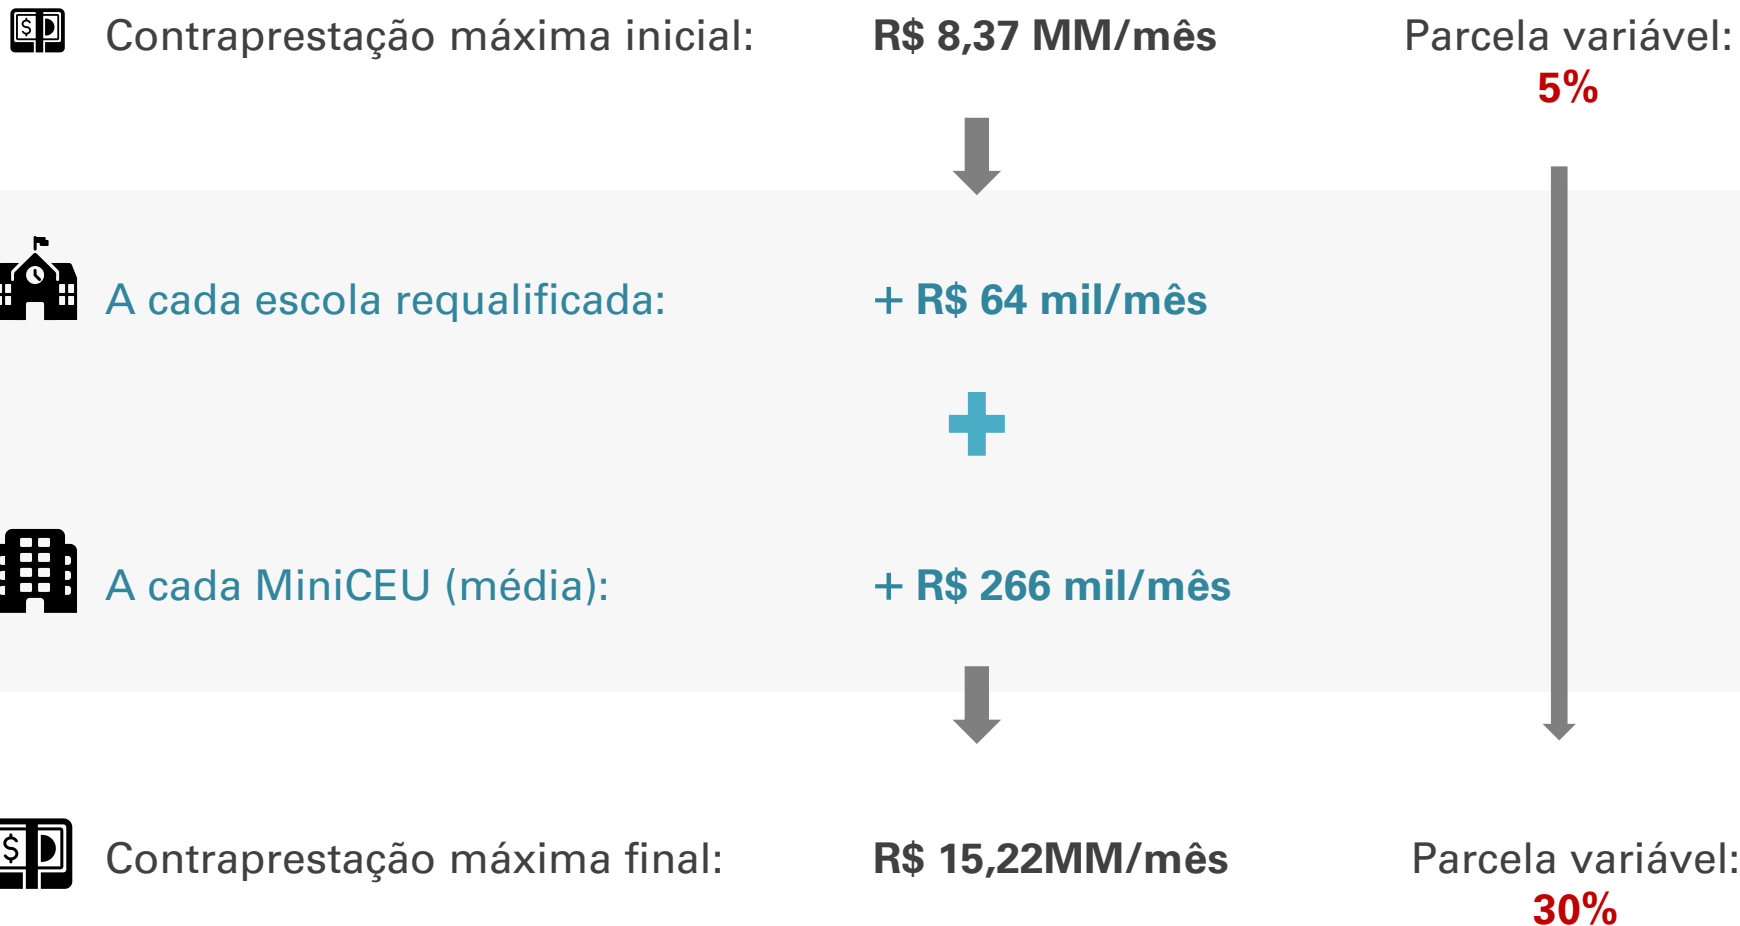 Contraprestação máxima inicial: R$ 8,37 MM/mês Parcela variável:
5%
A cada escola requalificada: + R$ 64 mil/mês
A cada MiniCEU (média): + R$ 266 mil/mês
Contraprestação máxima final: R$ 15,22MM/mês Parcela variável:
30%